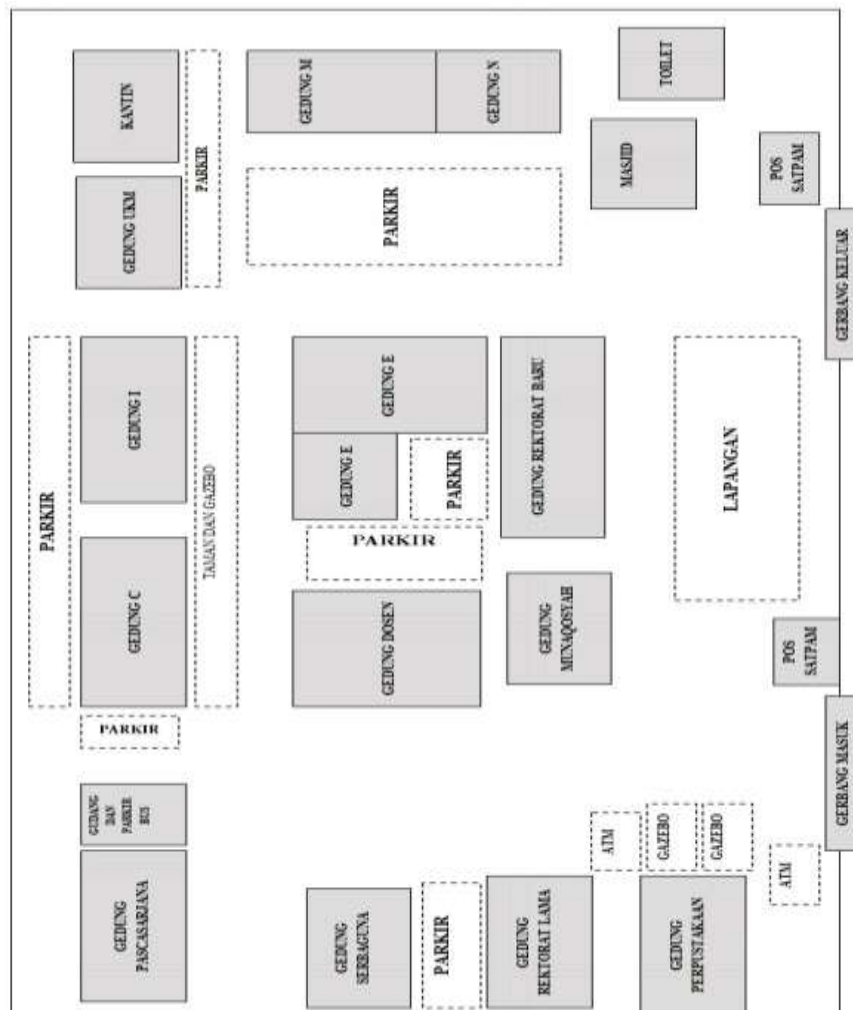 KANTIN
GEDUNG UKM
PARKIR
GEDUNG M
GEDUNG N
PARKIR
TOILET
MASJID
POS
SATPAM
GERBANG KELUAR
PARKIR
GEDUNG I
GEDUNG C
TAMAN DAN GAZEBO
GEDUNG E
GEDUNG E
PARKIR
PARKIR
GEDUNG REKTORAT BARU
LAPANGAN
GEDUNG DOSEN
GEDUNG
MUNAQOSYAH
POS
SATPAM
GERBANG MASUK
PARKIR
GUDANG
DAN
PARKIR
BUS
GEDUNG
PASCASARJANA
GEDUNG
SERBAGUNA
PARKIR
GEDUNG
REKTORAT LAMA
ATM
GAZEBO
GAZEBO
ATM
GEDUNG
PERPUSTAKAAN